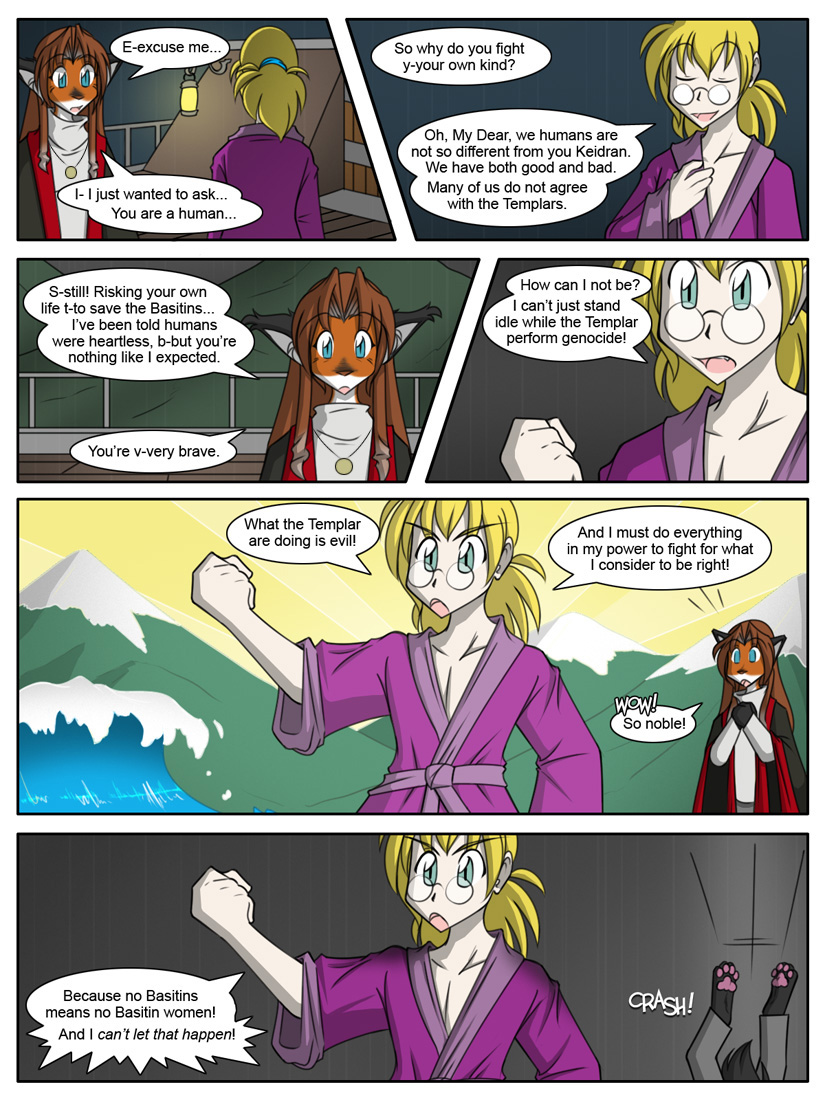 E-excuse me...
I- I just wanted to ask...
You are a human...
So why do you fight
y-your own kind?
Oh, My Dear, we humans are
not so different from you Keidran.
We have both good and bad.
Many of us do not agree
with the Templars.
S-still! Risking your own
life t-to save the Basitins...
I've been told humans
were heartless, b-but you're
nothing like I expected.
You're v-very brave.
How can I not be?
I can't just stand
idle while the Templar
perform genocide!
What the Templar
are doing is evil!
And I must do everything
in my power to fight for what
I consider to be right!
WOW!
So noble!
Because no Basitins
means no Basitin women!
And I can't let that happen!
CRASH!